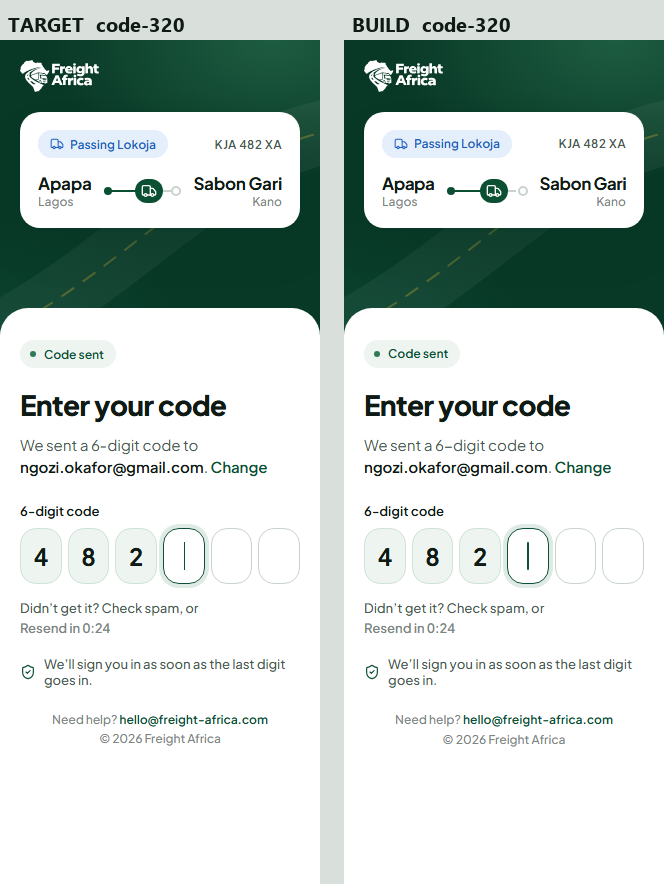 TARGET code-320
Freight
Africa
Passing Lokoja
KJA 482 XA
Apapa
Sabon Gari
Lagos
Kano
Code sent
Enter your code
We sent a 6-digit code to
ngozi.okafor@gmail.com. Change
6-digit code
4 8 2
Didn't get it? Check spam, or
Resend in 0:24
We'll sign you in as soon as the last digit
goes in.
Need help? hello@freight-africa.com
© 2026 Freight Africa
BUILD code-320
Freight
Africa
Passing Lokoja
KJA 482 XA
Apapa
Sabon Gari
Lagos
Kano
Code sent
Enter your code
We sent a 6-digit code to
ngozi.okafor@gmail.com. Change
6-digit code
4 8 2
Didn't get it? Check spam, or
Resend in 0:24
We'll sign you in as soon as the last digit
goes in.
Need help? hello@freight-africa.com
© 2026 Freight Africa